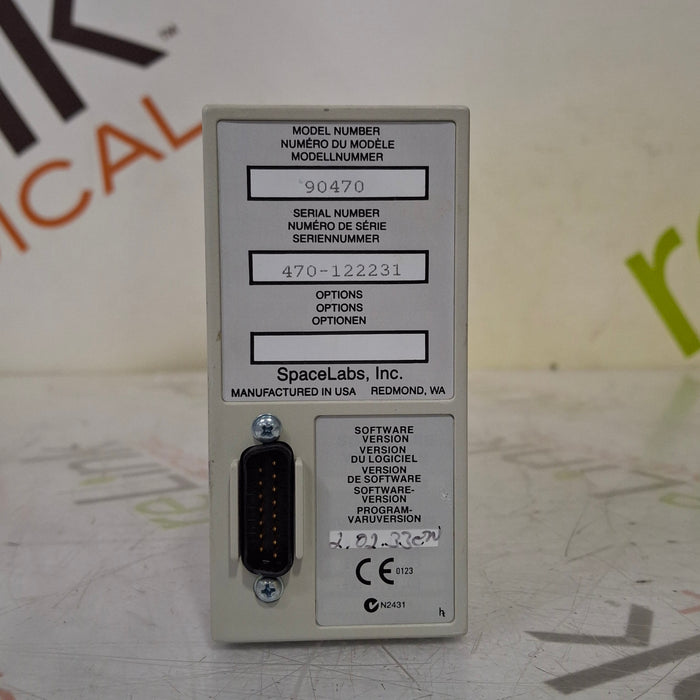 ™
ICAL
MODEL NUMBER
NUMÉRO DU MODÈLE
MODELLNUMMER
90470
SERIAL NUMBER
NUMÉRO DE SÉRIE
SERIENNUMMER
470-122231
OPTIONS
OPTIONS
OPTIONEN
SpaceLabs, Inc.
MANUFACTURED IN USA REDMOND, WA
SOFTWARE
VERSION
VERSION
DU LOGICIEL
VERSION
DE SOFTWARE
SOFTWARE-
VERSION
PROGRAM-
VARUVERSION
CE 0123
N2431